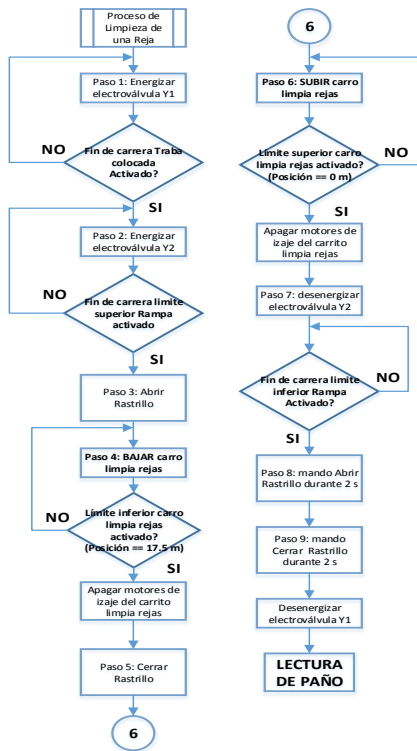 Proceso de
Limpieza de
una Reja
Paso 1: Energizar
electroválvula Y1
NO
Fin de carrera Traba
colocada
Activado?
SI
Paso 2: Energizar
electroválvula Y2
NO
Fin de carrera limite
superior Rampa
activado
SI
Paso 3: Abrir
Rastrillo
Paso 4: BAJAR carro
limpia rejas
NO
Límite inferior carro
limpia rejas
activado?
(Posición == 17.5 m)
SI
Apagar motores de
izaje del carrito
limpia rejas
Paso 5: Cerrar
Rastrillo
6
6
Paso 6: SUBIR carro
limpia rejas
Límite superior carro
limpia rejas activado?
(Posición == 0 m)
NO
SI
Apagar motores de
izaje del carrito
limpia rejas
Paso 7: desenergizar
electroválvula Y2
Fin de carrera limite
inferior Rampa
Activado?
NO
SI
Paso 8: mando Abrir
Rastrillo durante 2 s
Paso 9: mando
Cerrar Rastrillo
durante 2 s
Desenergizar
electroválvula Y1
LECTURA
DE PAÑO